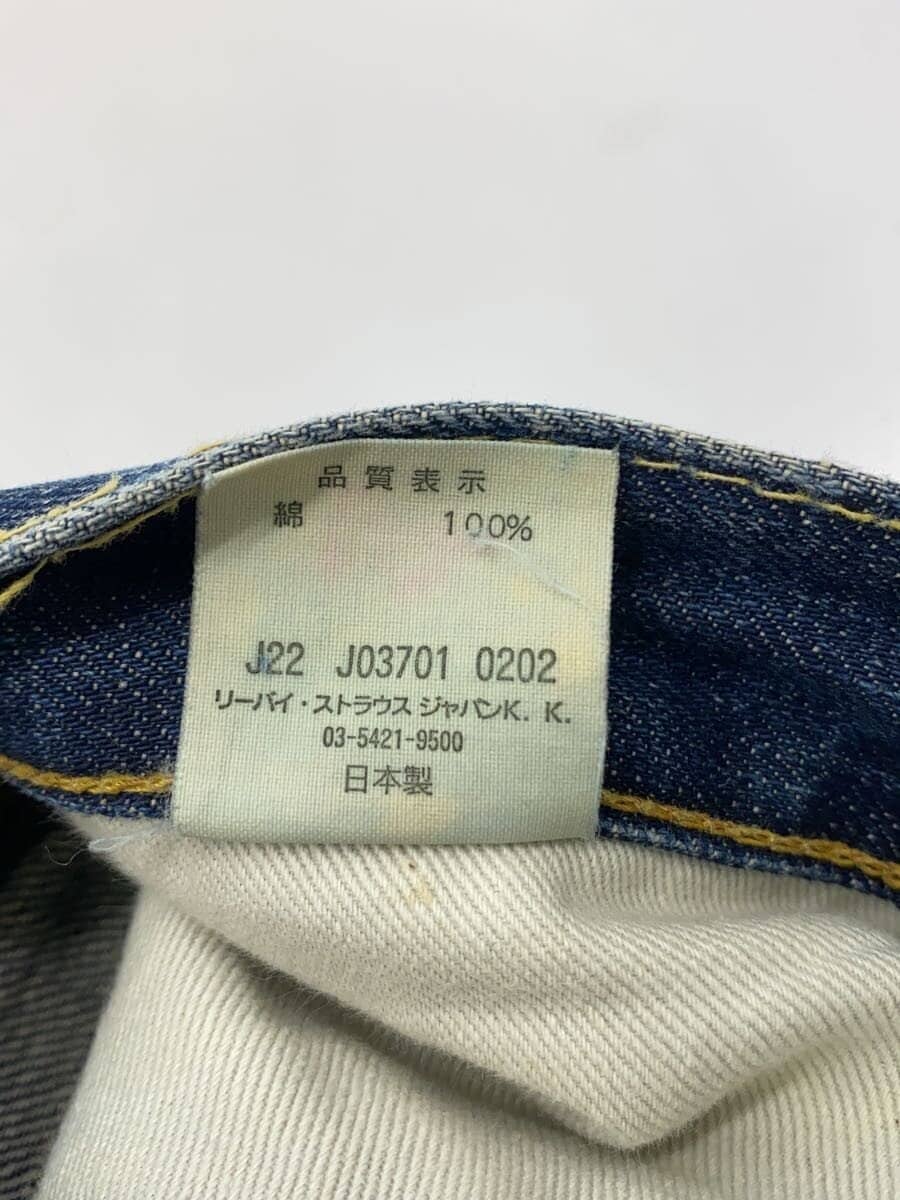 品質表示
綿 100%
J22 J03701 0202
リーバイ・ストラウス ジャパンK. K.
03-5421-9500
日本製